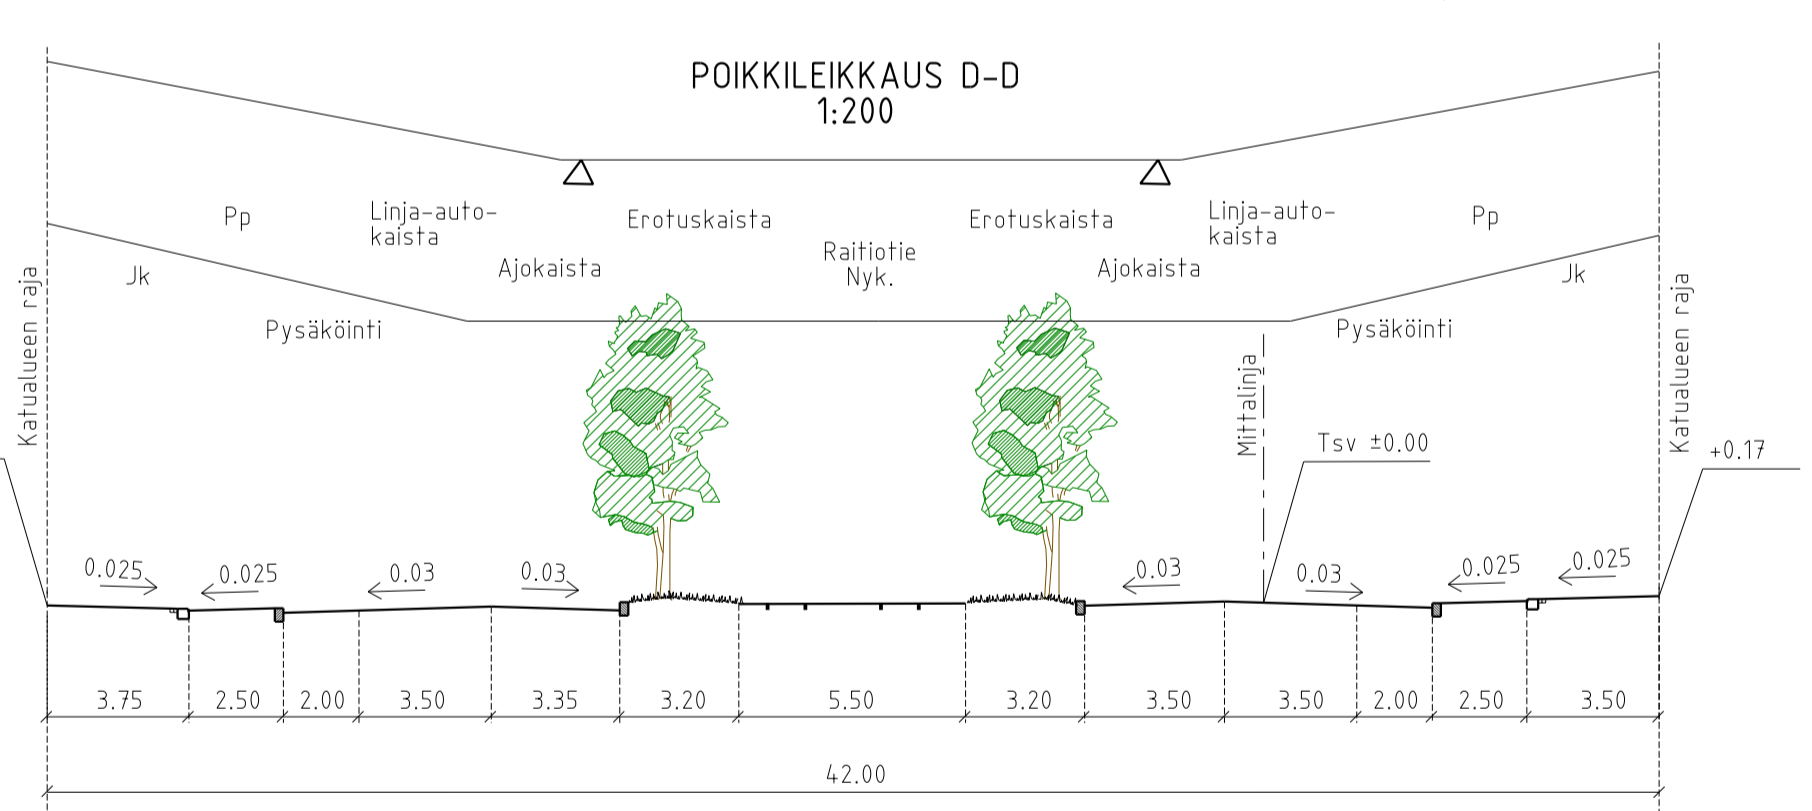 POIKKILEIKKAUS D-D
1:200
Pp
Linja-auto-
kaista
Erotuskaista
Erotuskaista
Linja-auto-
kaista
Pp
Jk
Ajokaista
Raitiotie
Nyk.
Ajokaista
Jk
Katualueen raja
Pysäköinti
Pysäköinti
Katualueen raja
Mittalinja
Tsv ±0.00
+0.17
0.025
0.025
0.03
0.03
0.03
0.03
0.025
0.025
3.75
2.50
2.00
3.50
3.35
3.20
5.50
3.20
3.50
3.50
2.00
2.50
3.50
42.00